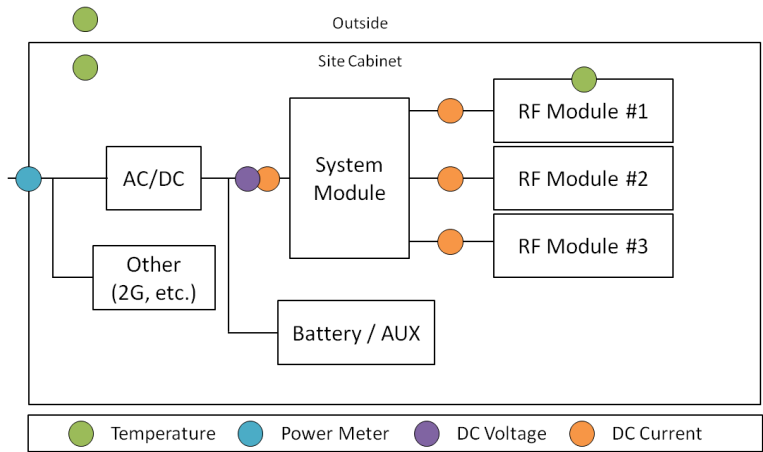 Outside
Site Cabinet
RF Module #1
AC/DC
System
Module
RF Module #2
RF Module #3
Other
(2G, etc.)
Battery / AUX
Temperature
Power Meter
DC Voltage
DC Current